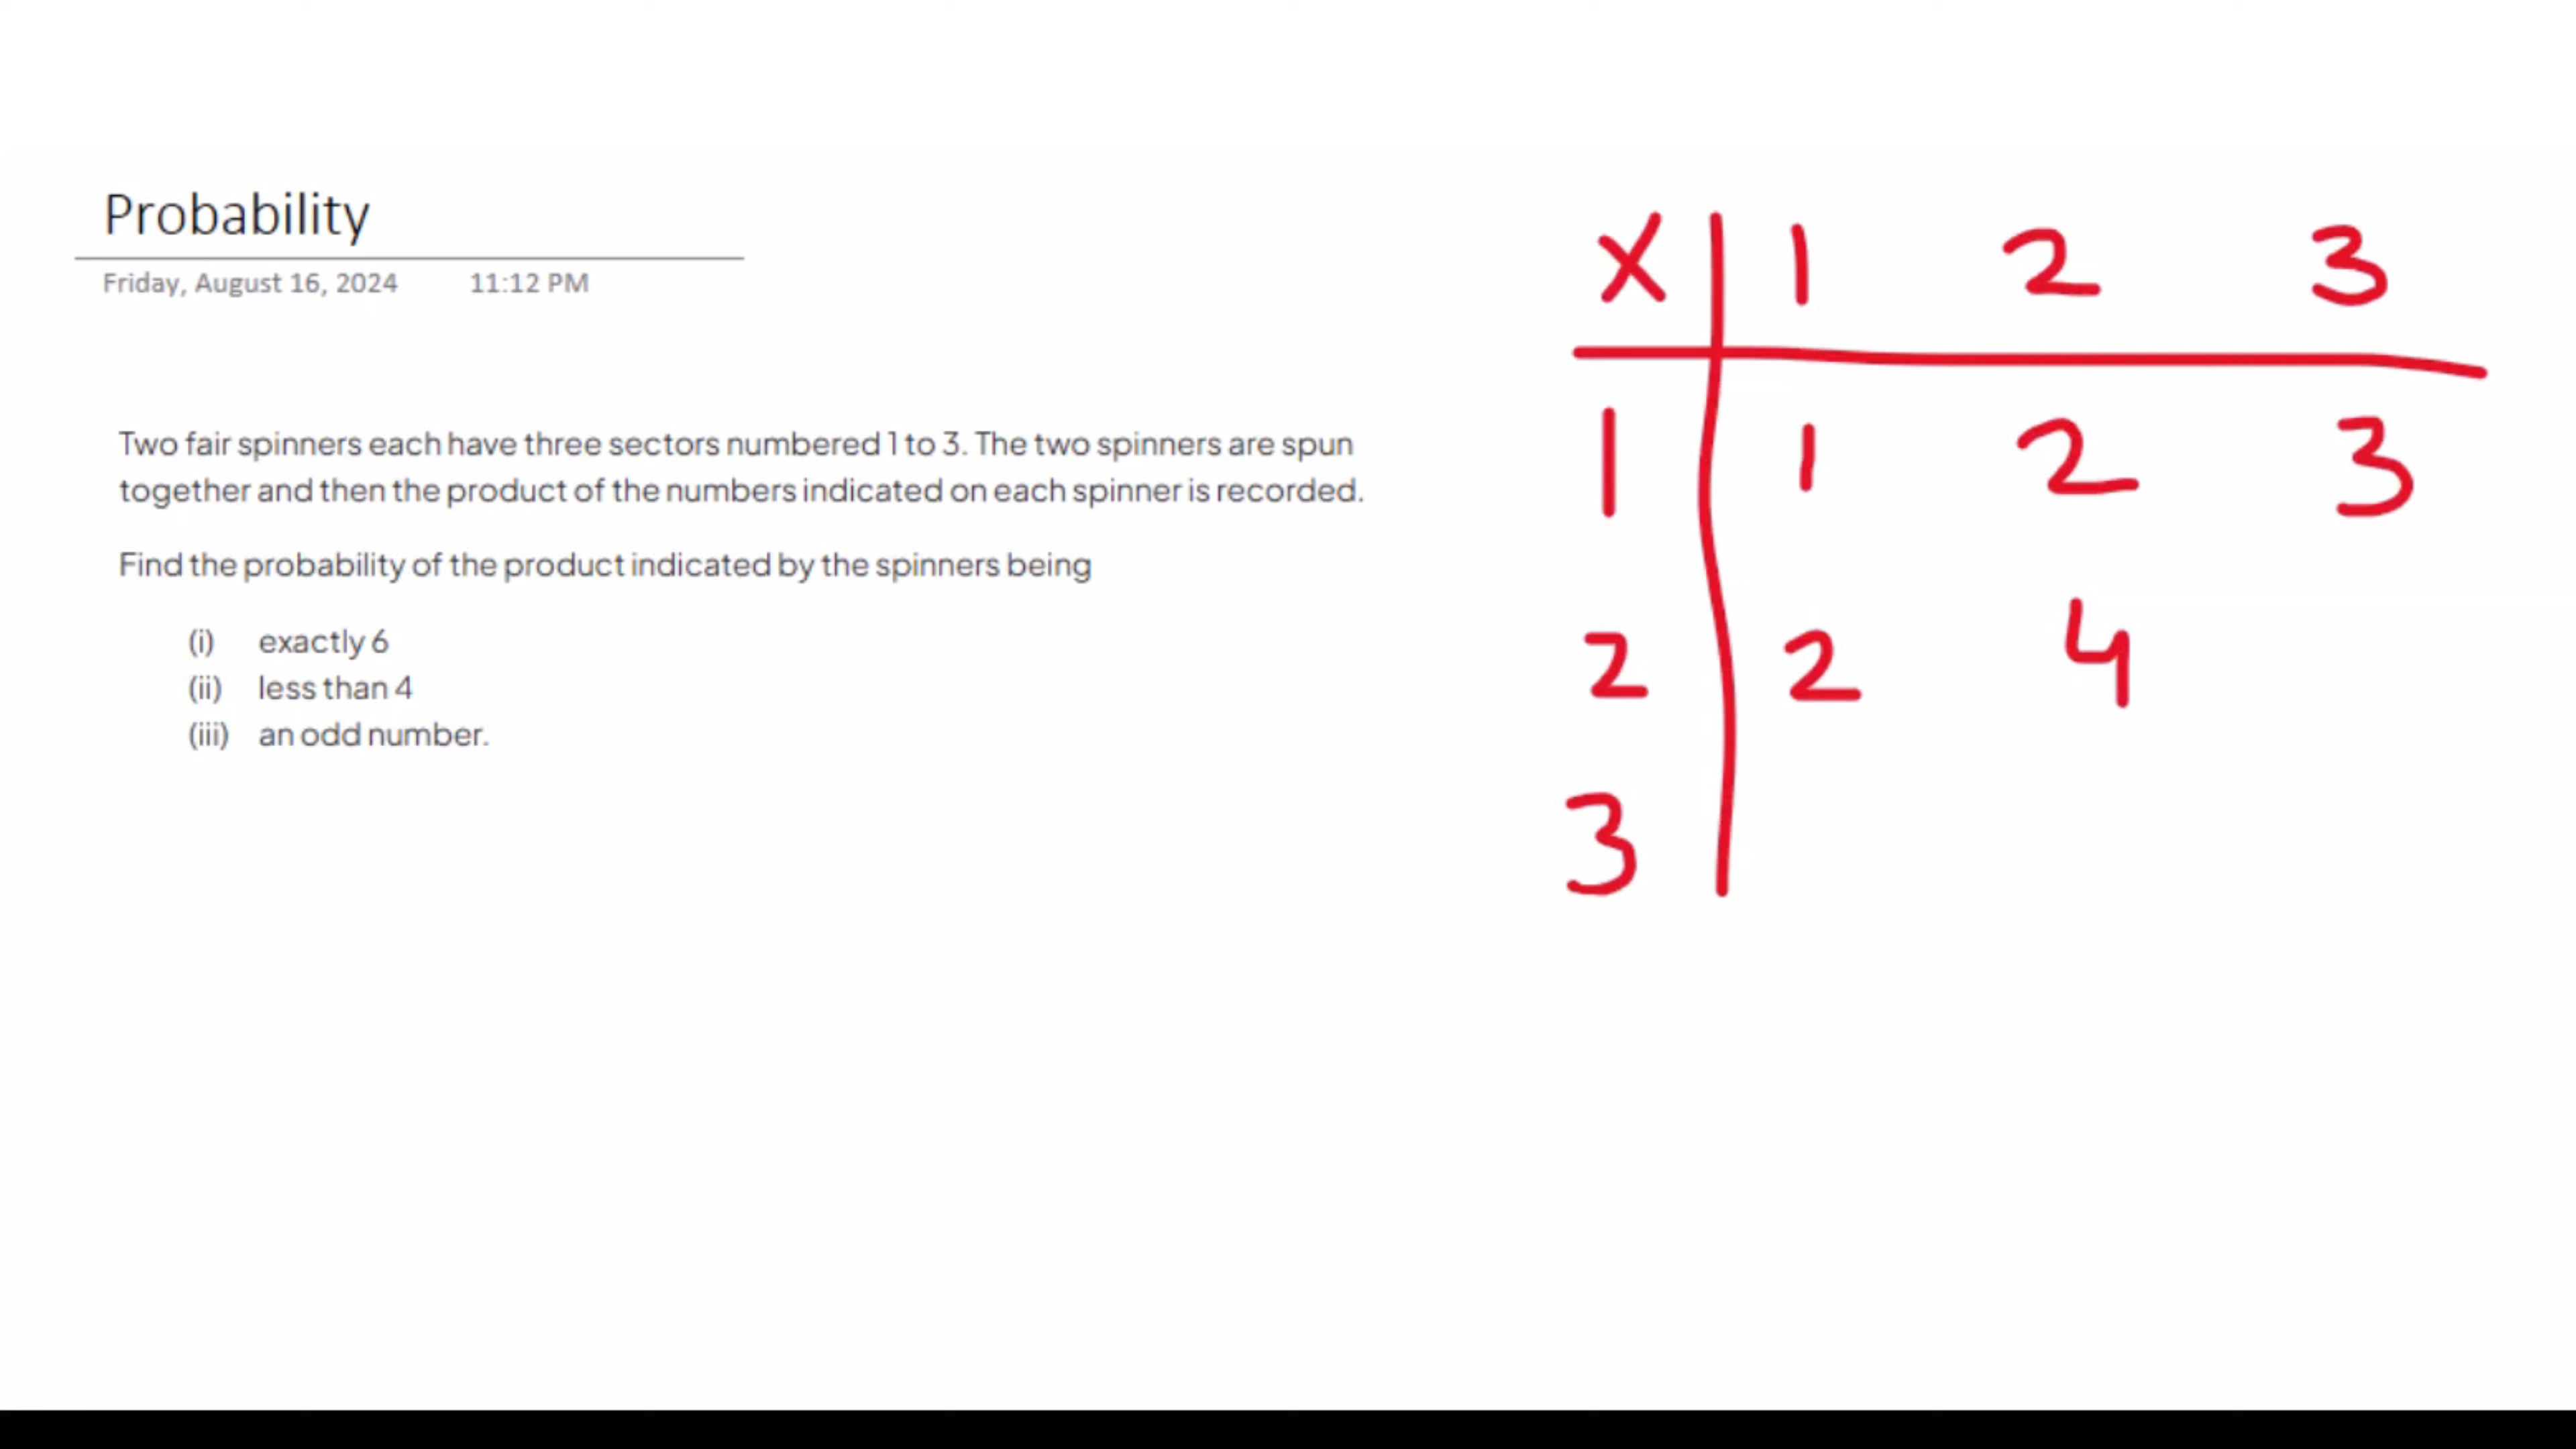 Probability
Friday, August 16, 2024 11:12 PM
Two fair spinners each have three sectors numbered 1 to 3. The two spinners are spun
together and then the product of the numbers indicated on each spinner is recorded.
Find the probability of the product indicated by the spinners being
(i) exactly 6
(ii) less than 4
(iii) an odd number.
X 1 2 3
1 1 2 3
2 2 4
3